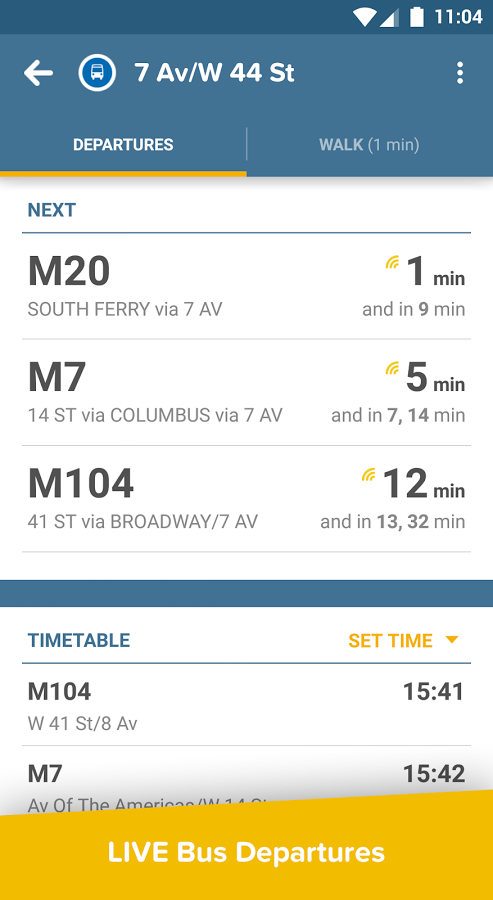 11:04
7 Av/W 44 St
DEPARTURES
WALK (1 min)
NEXT
M20
1 min
SOUTH FERRY via 7 AV
and in 9 min
M7
5 min
14 ST via COLUMBUS via 7 AV
and in 7, 14 min
M104
12 min
41 ST via BROADWAY/7 AV
and in 13, 32 min
TIMETABLE
SET TIME
M104
15:41
W 41 St/8 Av
M7
15:42
Av Of The Americas/W 14 St
LIVE Bus Departures